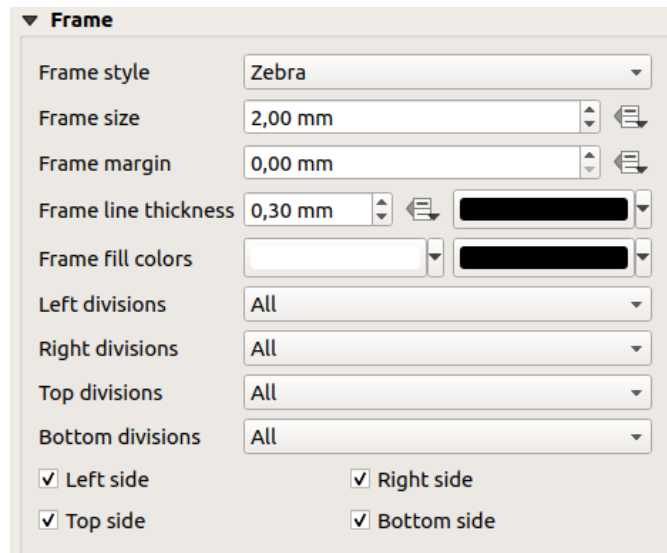 Frame
Frame style Zebra
Frame size 2,00 mm
Frame margin 0,00 mm
Frame line thickness 0,30 mm
Frame fill colors
Left divisions All
Right divisions All
Top divisions All
Bottom divisions All
Left side Right side
Top side Bottom side